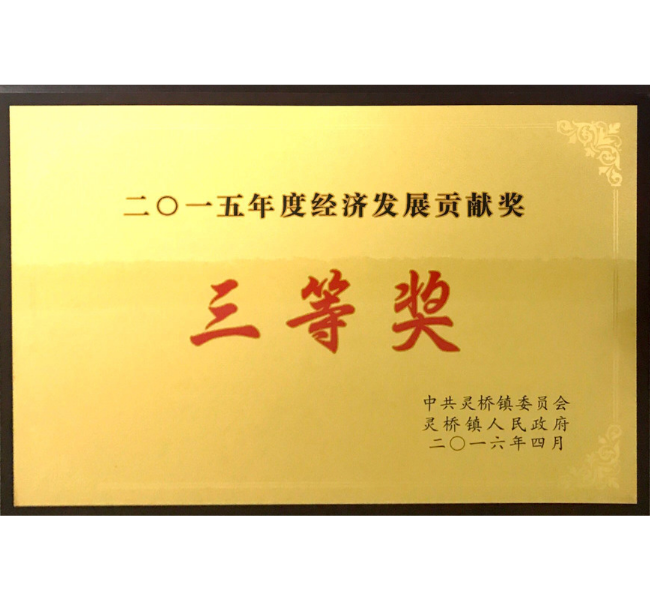 二〇一五年度经济发展贡献奖
三等奖
中共灵桥镇委员会
灵桥镇人民政府
二〇一六年四月